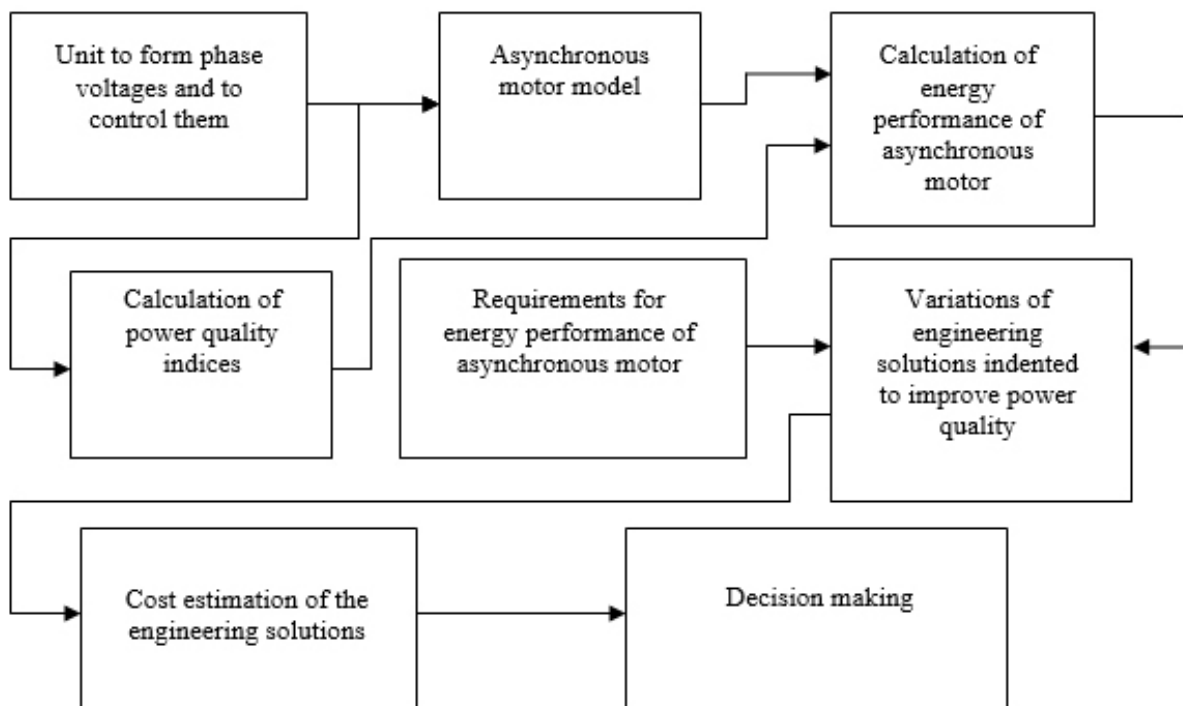 Unit to form phase
voltages and to
control them
Asynchronous
motor model
Calculation of
energy
performance of
asynchronous
motor
Calculation of
power quality
indices
Requirements for
energy performance of
asynchronous motor
Variations of
engineering
solutions indented
to improve power
quality
Cost estimation of the
engineering solutions
Decision making